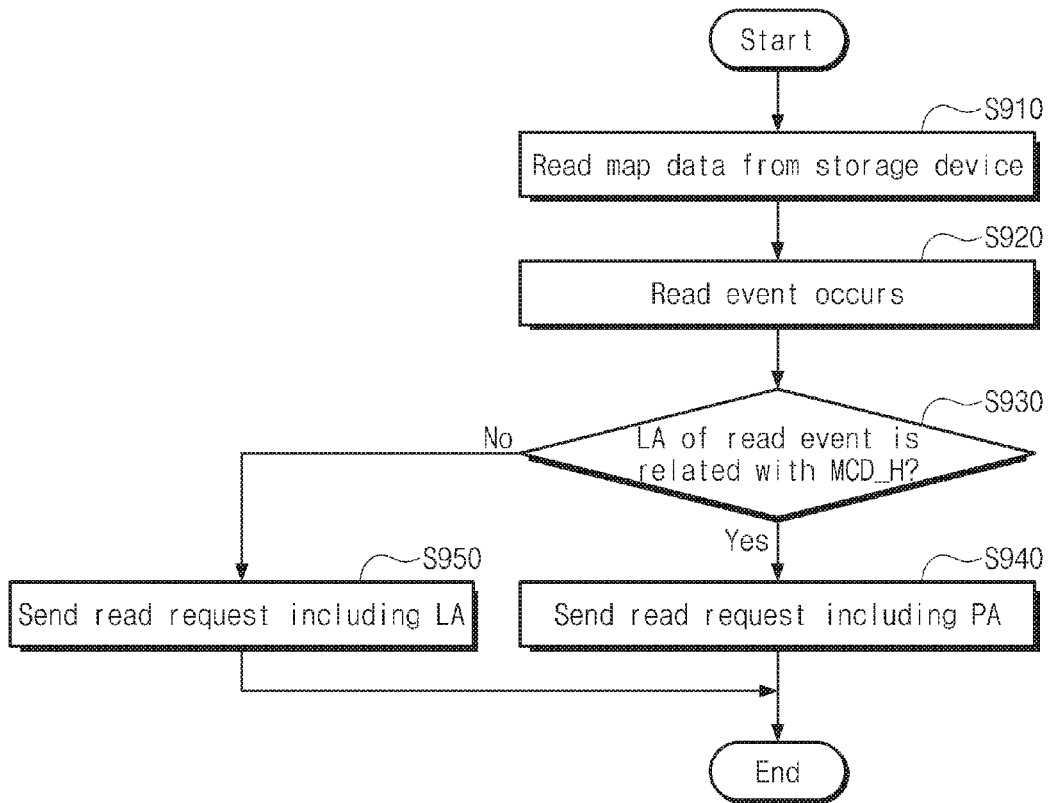 Start
S910
Read map data from storage device
S920
Read event occurs
S930
LA of read event is
related with MCD_H?
No
Yes
S950
Send read request including LA
S940
Send read request including PA
End